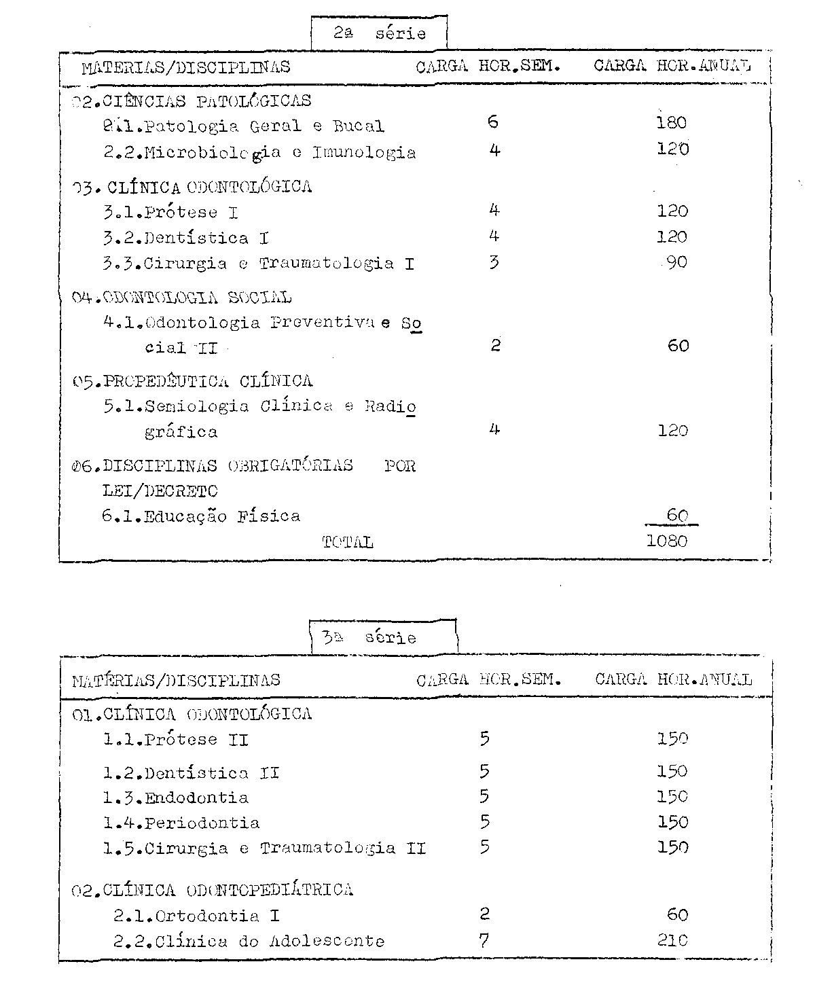 2ª série
MATERIAS/DISCIPLINAS CARGA HOR.SEM. CARGA HOR.ANUAL
02.CIÊNCIAS PATOLÓGICAS
2.1.Patologia Geral e Bucal 6 180
2.2.Microbiologia e Imunologia 4 120
03.CLÍNICA ODONTOLÓGICA
3.1.Prótese I 4 120
3.2.Dentística I 4 120
3.3.Cirurgia e Traumatologia I 3 90
04.ODONTOLOGIA SOCIAL
4.1.Odontologia Preventiva e So
cial II 2 60
05.PROPEDÊUTICA CLÍNICA
5.1.Semiologia Clínica e Radio
gráfica 4 120
06.DISCIPLINAS OBRIGATÓRIAS POR
LEI/DECRETO
6.1.Educação Física 60
TOTAL 1080
3ª série
MATÉRIAS/DISCIPLINAS CARGA HOR.SEM. CARGA HOR.ANUAL
01.CLÍNICA ODONTOLÓGICA
1.1.Prótese II 5 150
1.2.Dentística II 5 150
1.3.Endodontia 5 150
1.4.Periodontia 5 150
1.5.Cirurgia e Traumatologia II 5 150
02.CLÍNICA ODONTOPEDIÁTRICA
2.1.Ortodontia I 2 60
2.2.Clínica do Adolescente 7 210